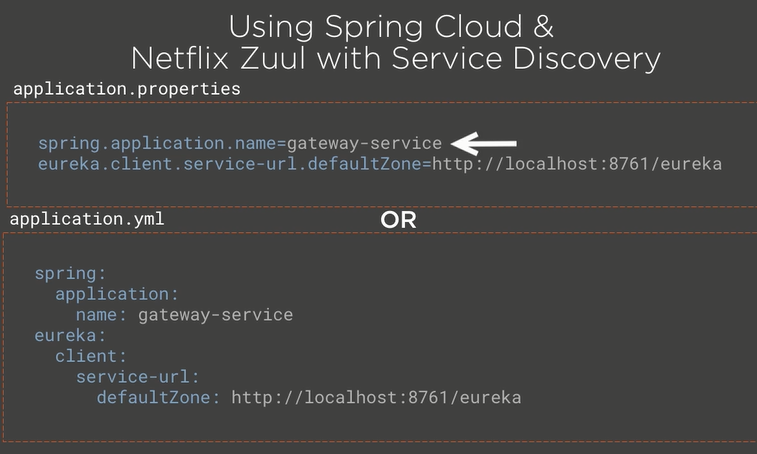 Using Spring Cloud &
Netflix Zuul with Service Discovery
application.properties
spring.application.name=gateway-service
eureka.client.service-url.defaultZone=http://localhost:8761/eureka
application.yml
OR
spring:
  application:
    name: gateway-service
eureka:
  client:
    service-url:
      defaultZone: http://localhost:8761/eureka